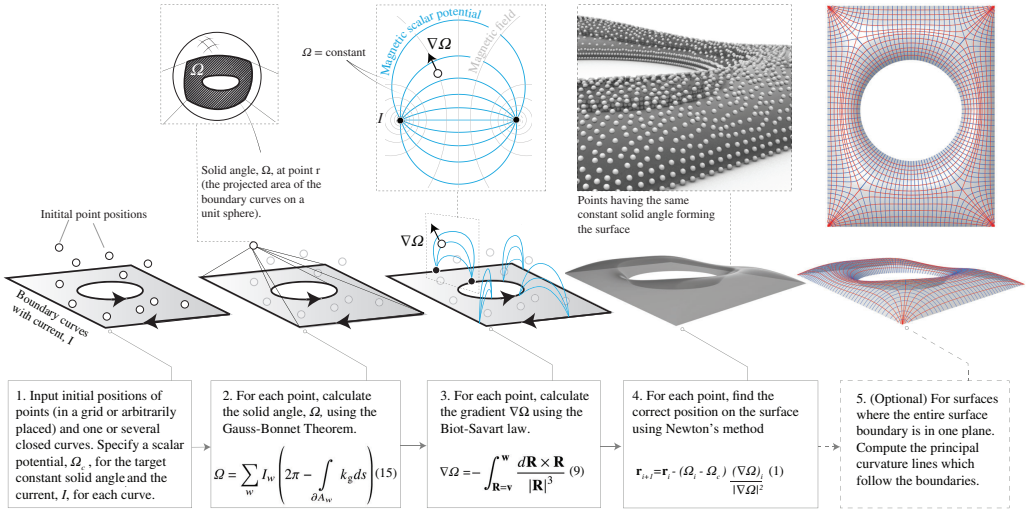 Ω
Solid angle, Ω, at point r
(the projected area of the
boundary curves on a
unit sphere).
Ω = constant
Magnetic scalar potential
Magnetic field
∇Ω
I
Points having the same
constant solid angle forming
the surface
Initital point positions
Boundary curves
with current, I
∇Ω
1. Input initial positions of
points (in a grid or arbitrarily
placed) and one or several
closed curves. Specify a scalar
potential, Ω_c , for the target
constant solid angle and the
current, I, for each curve.
2. For each point, calculate
the solid angle, Ω, using the
Gauss-Bonnet Theorem.
Ω = ∑_w I_w (2π − ∫_{∂A_w} k_g ds) (15)
3. For each point, calculate
the gradient ∇Ω using the
Biot-Savart law.
∇Ω = − ∫_{R=v}^{w} dR × R / |R|^3 (9)
4. For each point, find the
correct position on the surface
using Newton's method
r_{i+1}=r_i - (Ω_i - Ω_c) (∇Ω)_i / |∇Ω|^2 (1)
5. (Optional) For surfaces
where the entire surface
boundary is in one plane.
Compute the principal
curvature lines which
follow the boundaries.